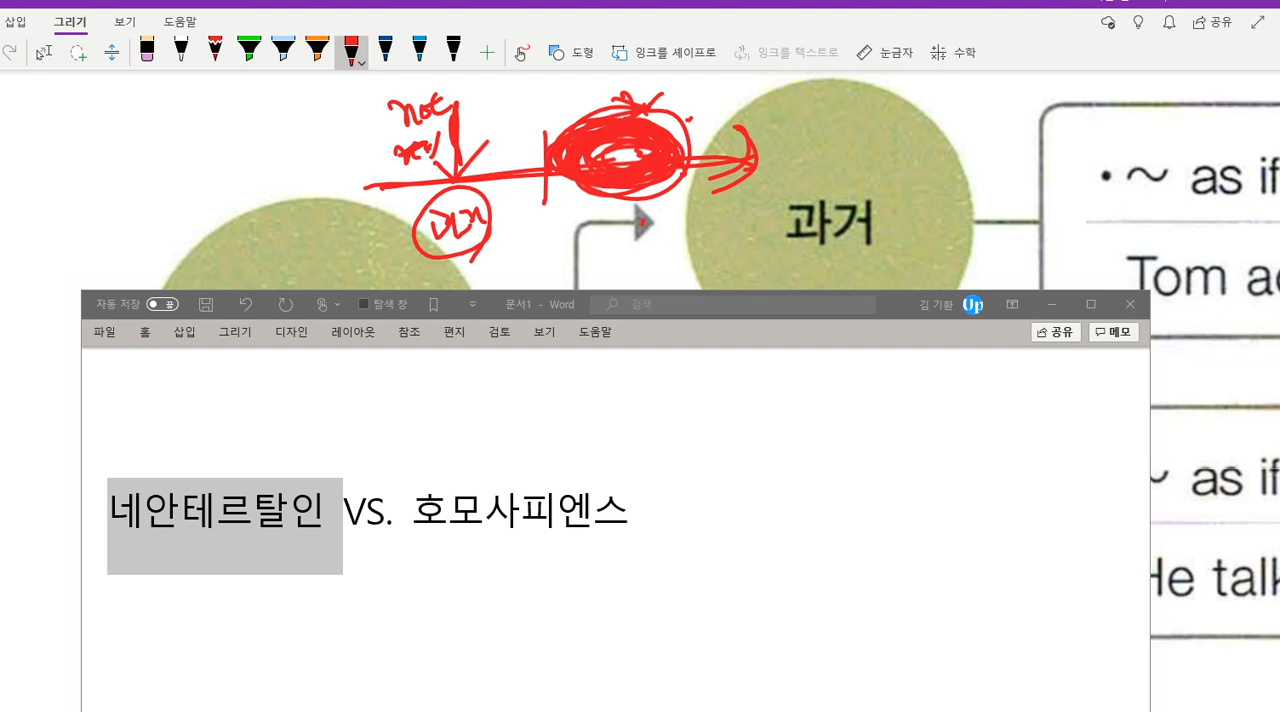 삽입 그리기 보기 도움말
공유
도형 잉크를 셰이프로 잉크를 텍스트로 눈금자 수학
not
과거
• ~ as if
Tom ac
자동 저장 끔 탐색 창 문서1 - Word 검색 김 기환 Up
파일 홈 삽입 그리기 디자인 레이아웃 참조 편지 검토 보기 도움말 공유 메모
네안테르탈인 VS. 호모사피엔스
~ as if
He talk